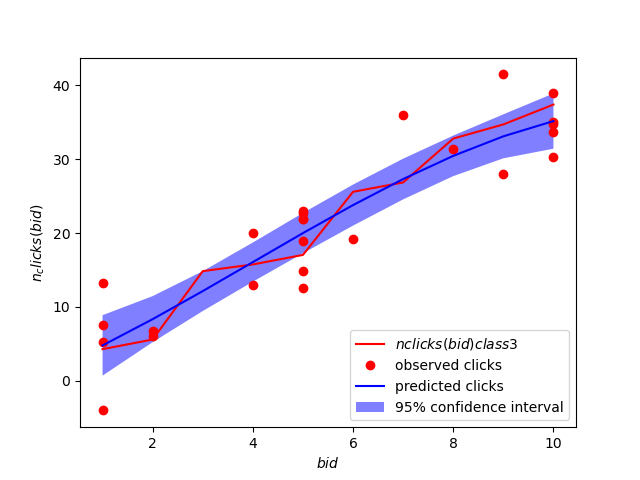 40
30
20
10
0
n_clicks(bid)
nclicks(bid)class3
observed clicks
predicted clicks
95% confidence interval
2 4 6 8 10
bid